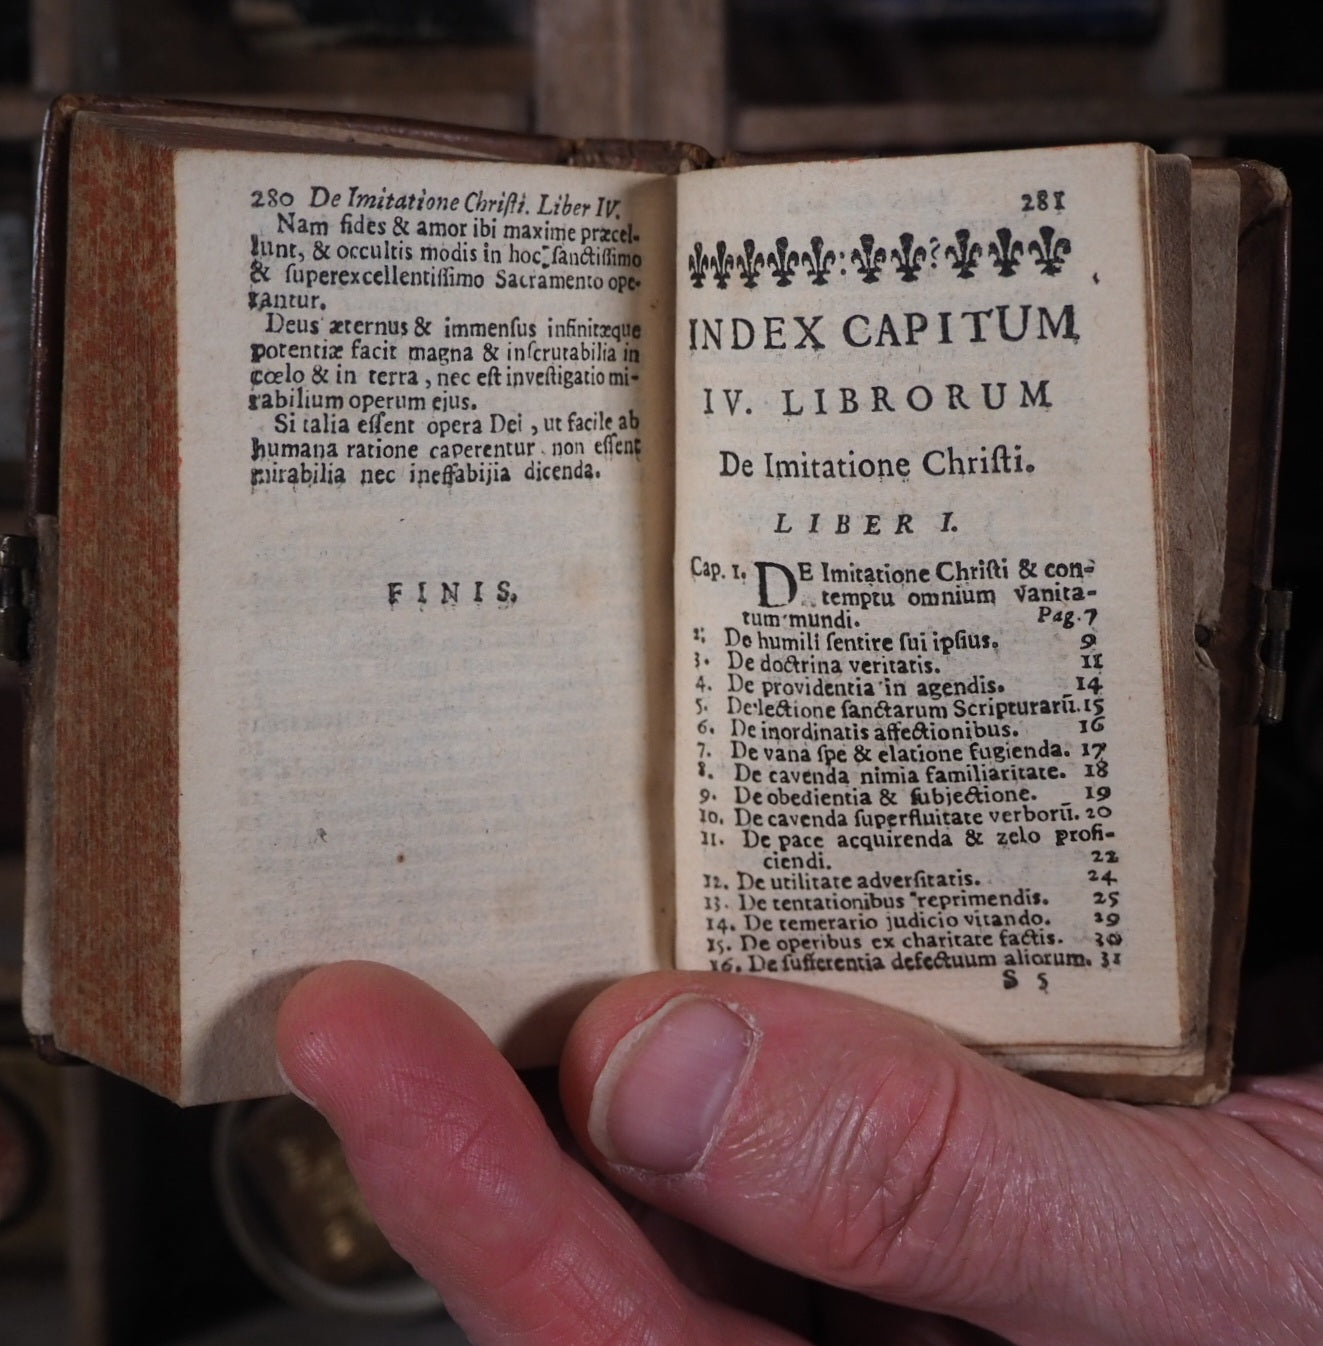 280 De Imitatione Chriſti. Liber IV.
Nam fides & amor ibi maxime præcel-
lunt, & occultis modis in hoc ſanctiſſimo
& ſuperexcellentiſſimo Sacramento ope-
rantur.
Deus æternus & immenſus infinitæque
potentiæ facit magna & inſcrutabilia in
cœlo & in terra, nec eſt inveſtigatio mi-
rabilium operum ejus.
Si talia eſſent opera Dei, ut facile ab
humana ratione caperentur non eſſent
mirabilia nec ineffabijia dicenda.
FINIS.
281
INDEX CAPITUM
IV. LIBRORUM
De Imitatione Chriſti.
LIBER I.
Cap. 1. DE Imitatione Chriſti & con-
temptu omnium vanita-
tum mundi. Pag. 7
2. De humili ſentire ſui ipſius. 9
3. De doctrina veritatis. 11
4. De providentia in agendis. 14
5. De lectione ſanctarum Scripturarū. 15
6. De inordinatis affectionibus. 16
7. De vana ſpe & elatione fugienda. 17
8. De cavenda nimia familiaritate. 18
9. De obedientia & ſubjectione. 19
10. De cavenda ſuperfluitate verborū. 20
11. De pace acquirenda & zelo profi-
ciendi. 22
12. De utilitate adverſitatis. 24
13. De tentationibus reprimendis. 25
14. De temerario judicio vitando. 29
15. De operibus ex charitate factis. 30
16. De ſufferentia defectuum aliorum. 31
S 5